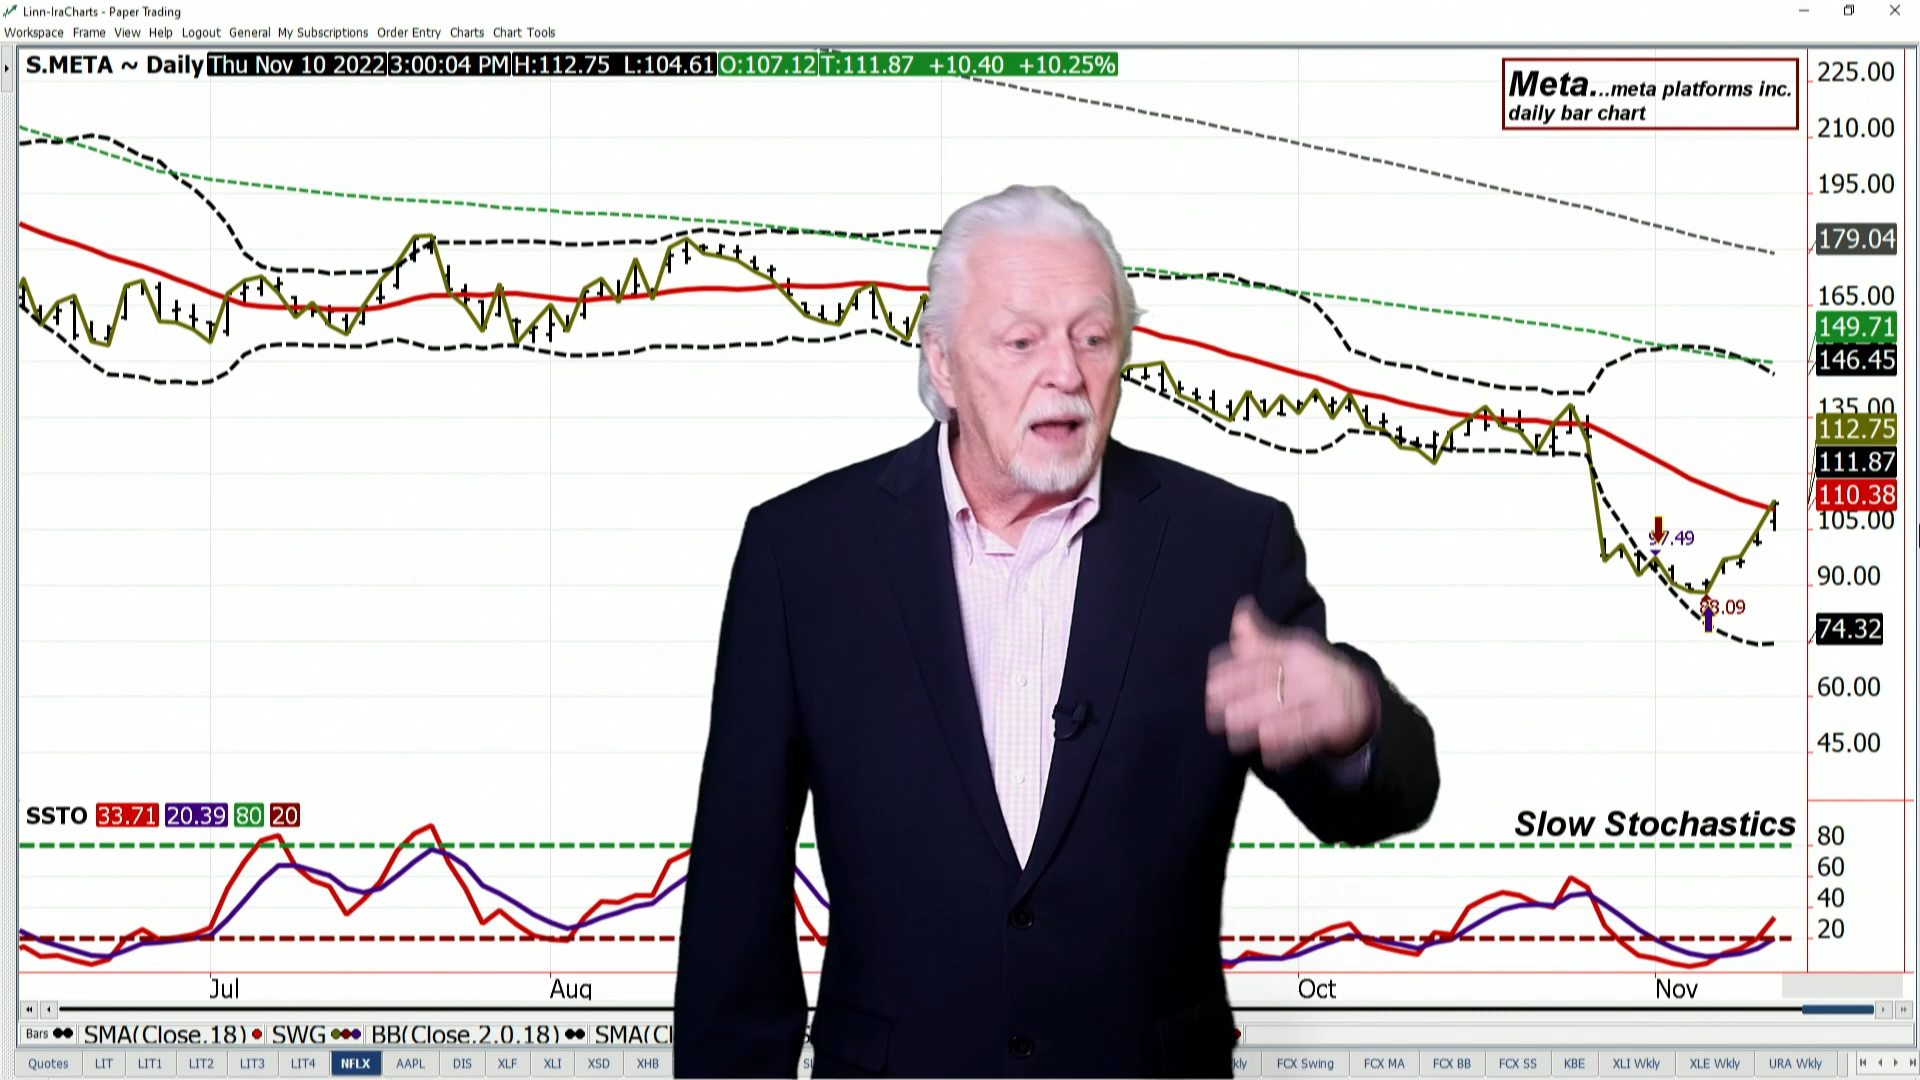 Linn-IraCharts - Paper Trading
Workspace Frame View Help Logout General My Subscriptions Order Entry Charts Chart Tools
S.META ~ Daily Thu Nov 10 2022 3:00:04 PM H:112.75 L:104.61 O:107.12 T:111.87 +10.40 +10.25%
Meta...meta platforms inc.
daily bar chart
225.00
210.00
195.00
179.04
165.00
149.71
146.45
135.00
112.75
111.87
110.38
105.00
97.49
90.00
88.09
74.32
60.00
45.00
SSTO 33.71 20.39 80 20
Slow Stochastics
80
60
40
20
Jul Aug Oct Nov
Bars SMA(Close,18) SWG BB(Close,2.0,18)
Quotes LIT LIT1 LIT2 LIT3 LIT4 NFLX AAPL DIS XLF XLI XSD XHB FCX Swing FCX MA FCX BB FCX SS KBE XLI Wkly XLE Wkly URA Wkly